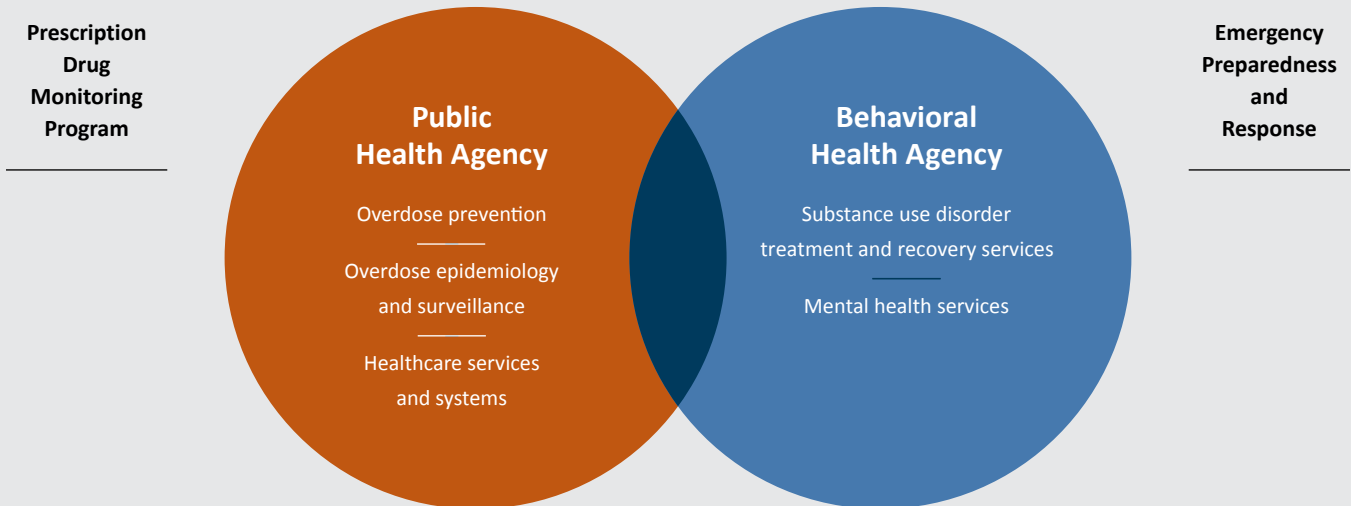 Prescription
Drug
Monitoring
Program
Public
Health Agency
Overdose prevention
Overdose epidemiology
and surveillance
Healthcare services
and systems
Behavioral
Health Agency
Substance use disorder
treatment and recovery services
Mental health services
Emergency
Preparedness
and
Response